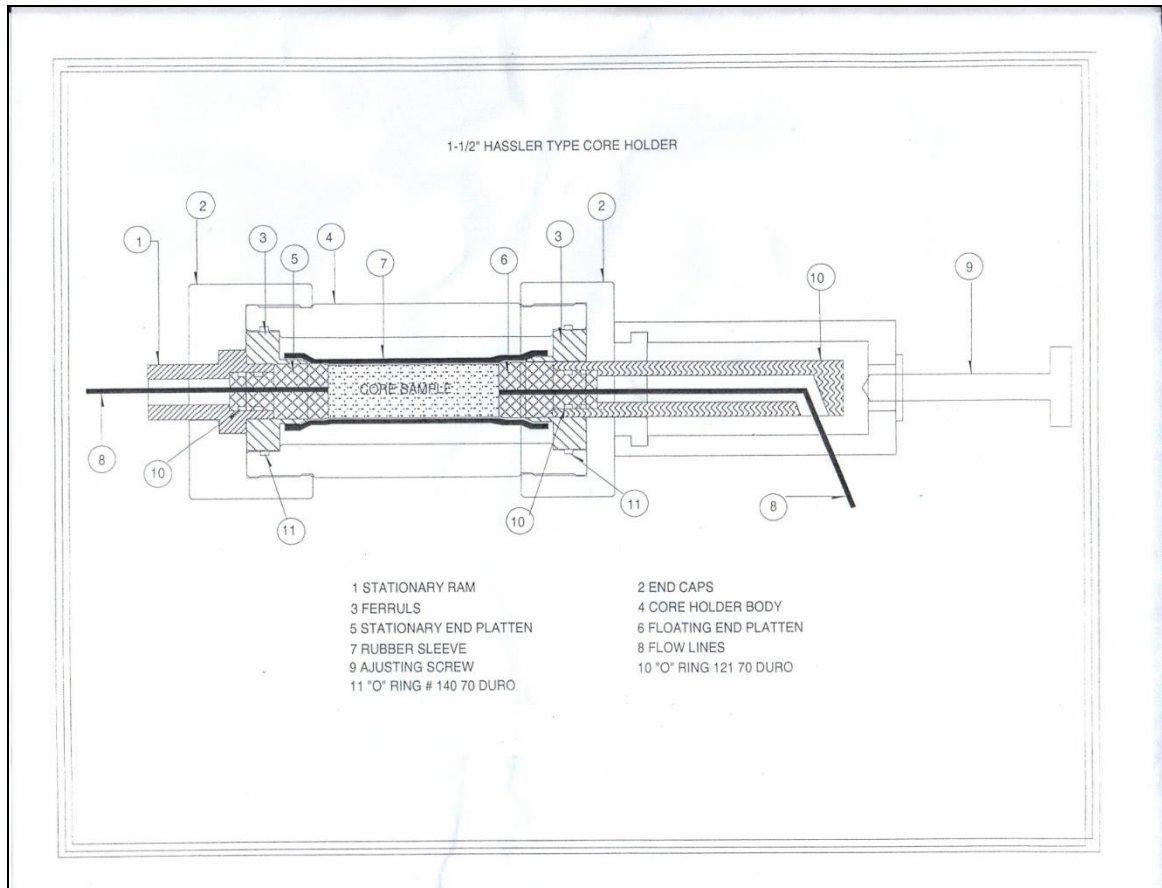 1-1/2" HASSLER TYPE CORE HOLDER
2
2
1
3
4
3
5
7
6
9
10
CORE SAMPLE
8
10
11
10
11
8
1 STATIONARY RAM
2 END CAPS
3 FERRULS
4 CORE HOLDER BODY
5 STATIONARY END PLATTEN
6 FLOATING END PLATTEN
7 RUBBER SLEEVE
8 FLOW LINES
9 AJUSTING SCREW
10 "O" RING 121 70 DURO
11 "O" RING # 140 70 DURO